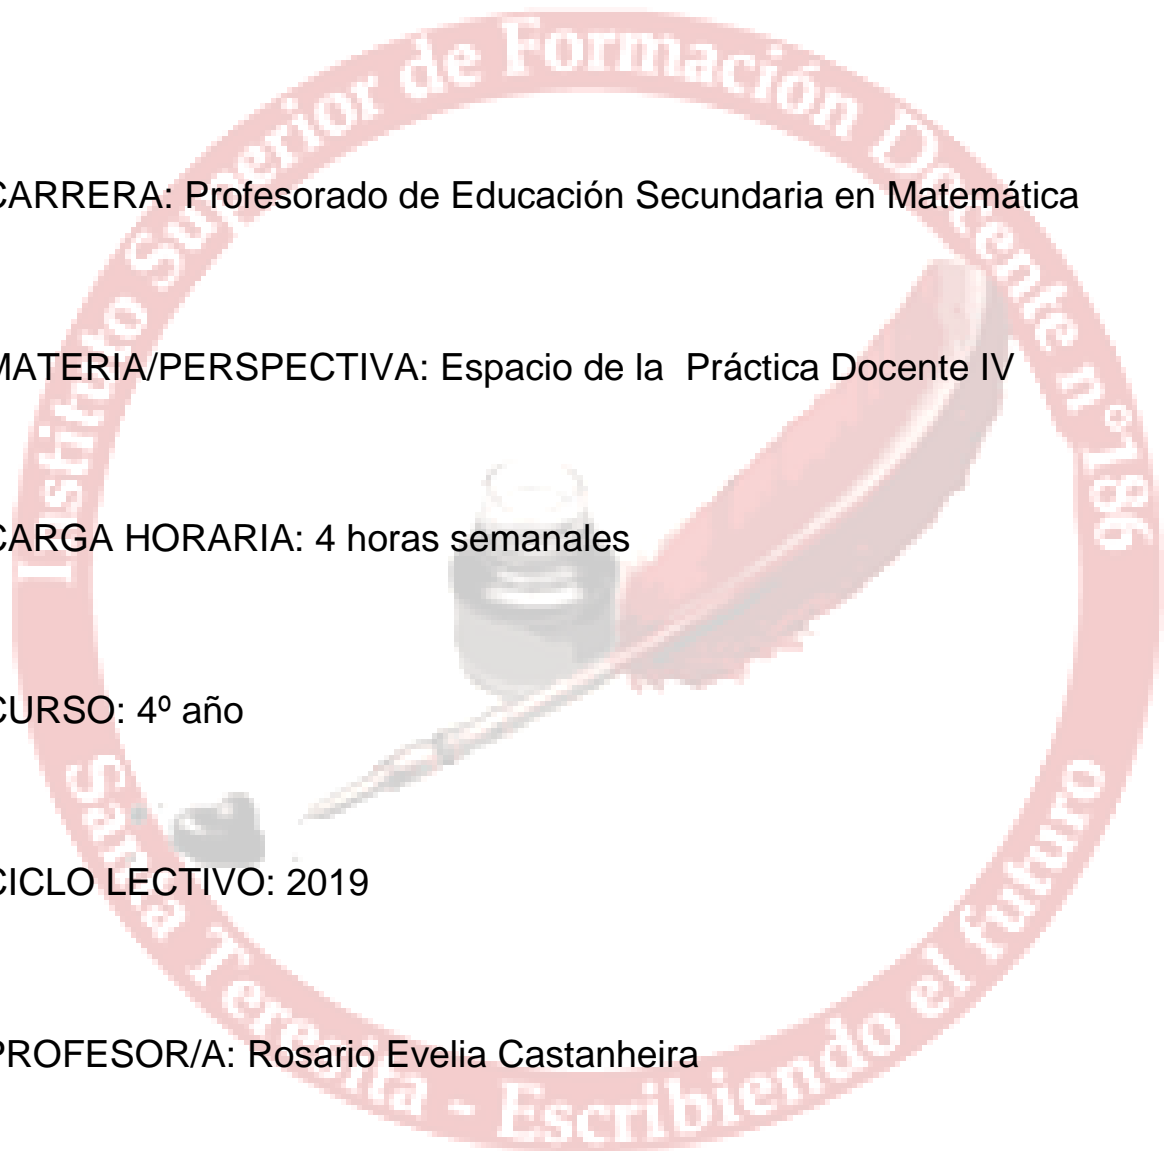 Instituto Superior de Formación Docente nº186
CARRERA: Profesorado de Educación Secundaria en Matemática
MATERIA/PERSPECTIVA: Espacio de la  Práctica Docente IV
CARGA HORARIA: 4 horas semanales
CURSO: 4º año
CICLO LECTIVO: 2019
PROFESOR/A: Rosario Evelia Castanheira
Santa Teresita - Escribiendo el futuro